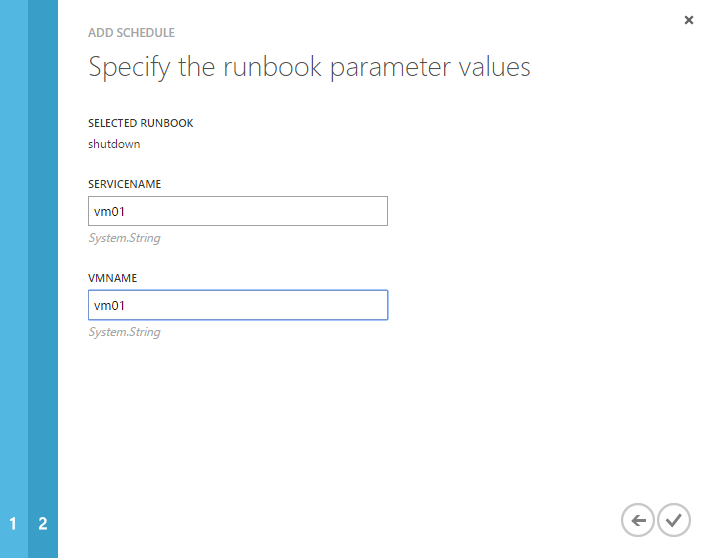 ADD SCHEDULE
Specify the runbook parameter values
SELECTED RUNBOOK
shutdown
SERVICENAME
vm01
System.String
VMNAME
vm01
System.String
1 2